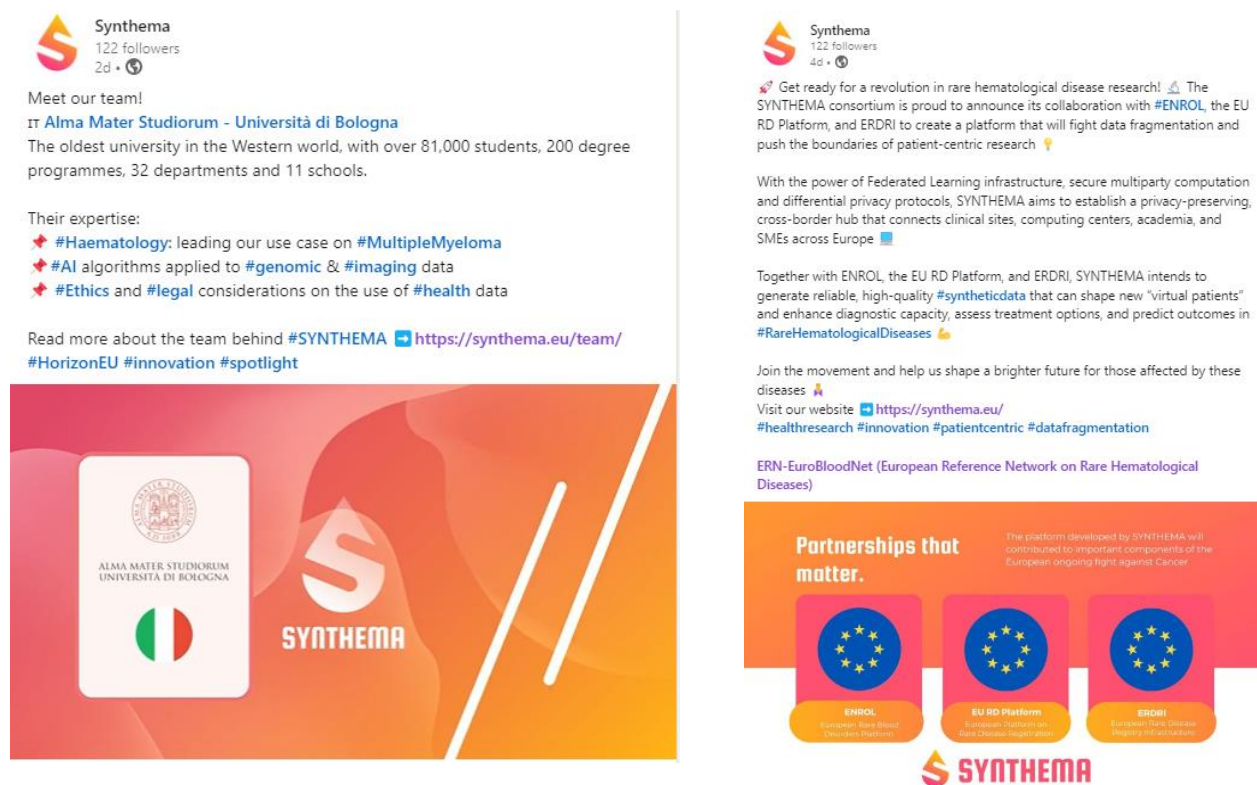 Synthema
122 followers
2d •
Meet our team!
IT Alma Mater Studiorum - Università di Bologna
The oldest university in the Western world, with over 81,000 students, 200 degree
programmes, 32 departments and 11 schools.
Their expertise:
📌 #Haematology: leading our use case on #MultipleMyeloma
📌 #AI algorithms applied to #genomic & #imaging data
📌 #Ethics and #legal considerations on the use of #health data
Read more about the team behind #SYNTHEMA ➡️ https://synthema.eu/team/
#HorizonEU #innovation #spotlight
ALMA MATER STUDIORUM
A.D. 1088
ALMA MATER STUDIORUM
UNIVERSITÀ DI BOLOGNA
SYNTHEMA
Synthema
122 followers
4d •
🚀 Get ready for a revolution in rare hematological disease research! 🔬 The
SYNTHEMA consortium is proud to announce its collaboration with #ENROL, the EU
RD Platform, and ERDRI to create a platform that will fight data fragmentation and
push the boundaries of patient-centric research 💡
With the power of Federated Learning infrastructure, secure multiparty computation
and differential privacy protocols, SYNTHEMA aims to establish a privacy-preserving,
cross-border hub that connects clinical sites, computing centers, academia, and
SMEs across Europe 💻
Together with ENROL, the EU RD Platform, and ERDRI, SYNTHEMA intends to
generate reliable, high-quality #syntheticdata that can shape new "virtual patients"
and enhance diagnostic capacity, assess treatment options, and predict outcomes in
#RareHematologicalDiseases 💪
Join the movement and help us shape a brighter future for those affected by these
diseases
Visit our website ➡️ https://synthema.eu/
#healthresearch #innovation #patientcentric #datafragmentation
ERN-EuroBloodNet (European Reference Network on Rare Hematological
Diseases)
Partnerships that
matter.
The platform developed by SYNTHEMA will
contributed to important components of the
European ongoing fight against Cancer
ENROL
European Rare Blood
Disorders Platform
EU RD Platform
European Platform on
Rare Disease Registration
ERDRI
European Rare Disease
Registry Infrastructure
SYNTHEMA